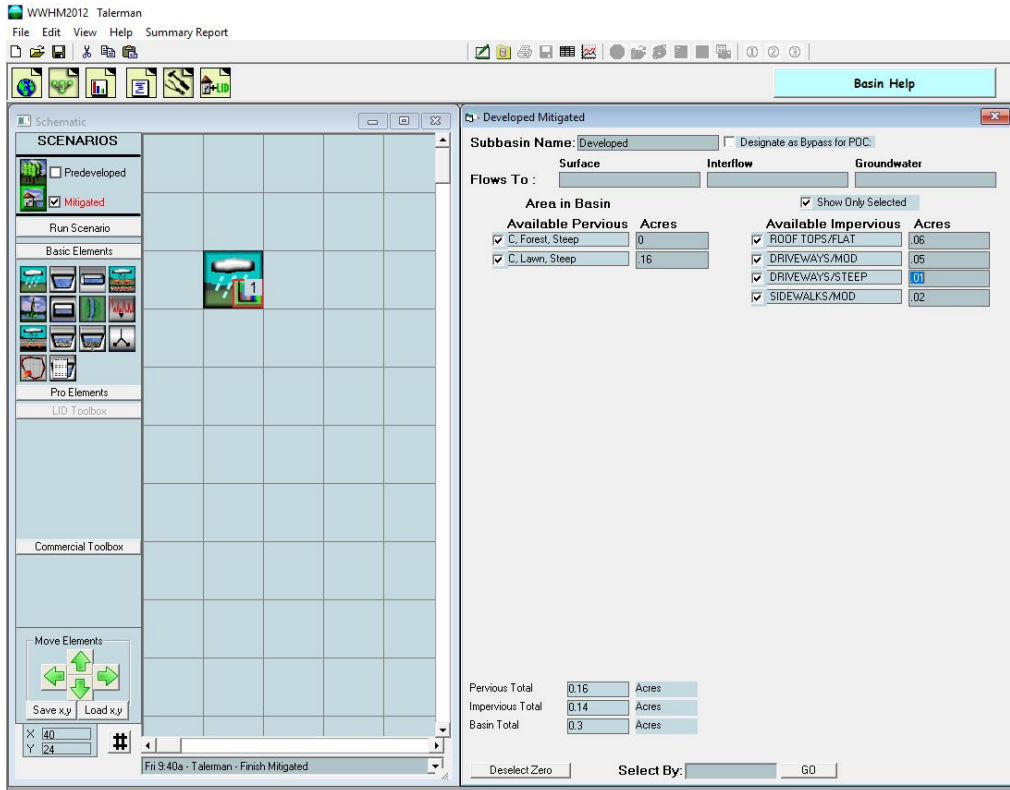 WWHM2012 Talerman
File Edit View Help Summary Report
Basin Help
Schematic
SCENARIOS
Predeveloped
Mitigated
Run Scenario
Basic Elements
1
Pro Elements
LID Toolbox
Commercial Toolbox
Move Elements
Save x,y Load x,y
X 40
Y 24
#
Fri 9:40a - Talerman - Finish Mitigated
Developed Mitigated
Subbasin Name: Developed Designate as Bypass for POC:
Surface Interflow Groundwater
Flows To :
Area in Basin Show Only Selected
Available Pervious Acres Available Impervious Acres
C, Forest, Steep 0 ROOF TOPS/FLAT .06
C, Lawn, Steep .16 DRIVEWAYS/MOD .05
DRIVEWAYS/STEEP .01
SIDEWALKS/MOD .02
Pervious Total 0.16 Acres
Impervious Total 0.14 Acres
Basin Total 0.3 Acres
Deselect Zero Select By: GO